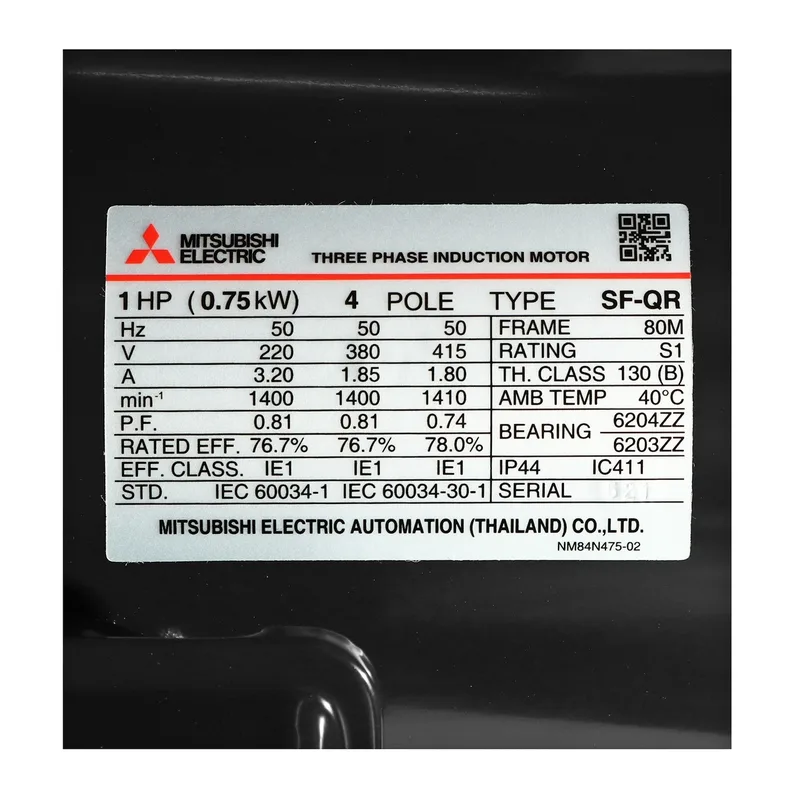 MITSUBISHI
ELECTRIC
THREE PHASE INDUCTION MOTOR
1 HP (0.75kW) 4 POLE TYPE SF-QR
Hz 50 50 50 FRAME 80M
V 220 380 415 RATING S1
A 3.20 1.85 1.80 TH. CLASS 130 (B)
min⁻¹ 1400 1400 1410 AMB TEMP 40°C
P.F. 0.81 0.81 0.74 BEARING 6204ZZ
RATED EFF. 76.7% 76.7% 78.0% 6203ZZ
EFF. CLASS. IE1 IE1 IE1 IP44 IC411
STD. IEC 60034-1 IEC 60034-30-1 SERIAL
MITSUBISHI ELECTRIC AUTOMATION (THAILAND) CO.,LTD.
NM84N475-02